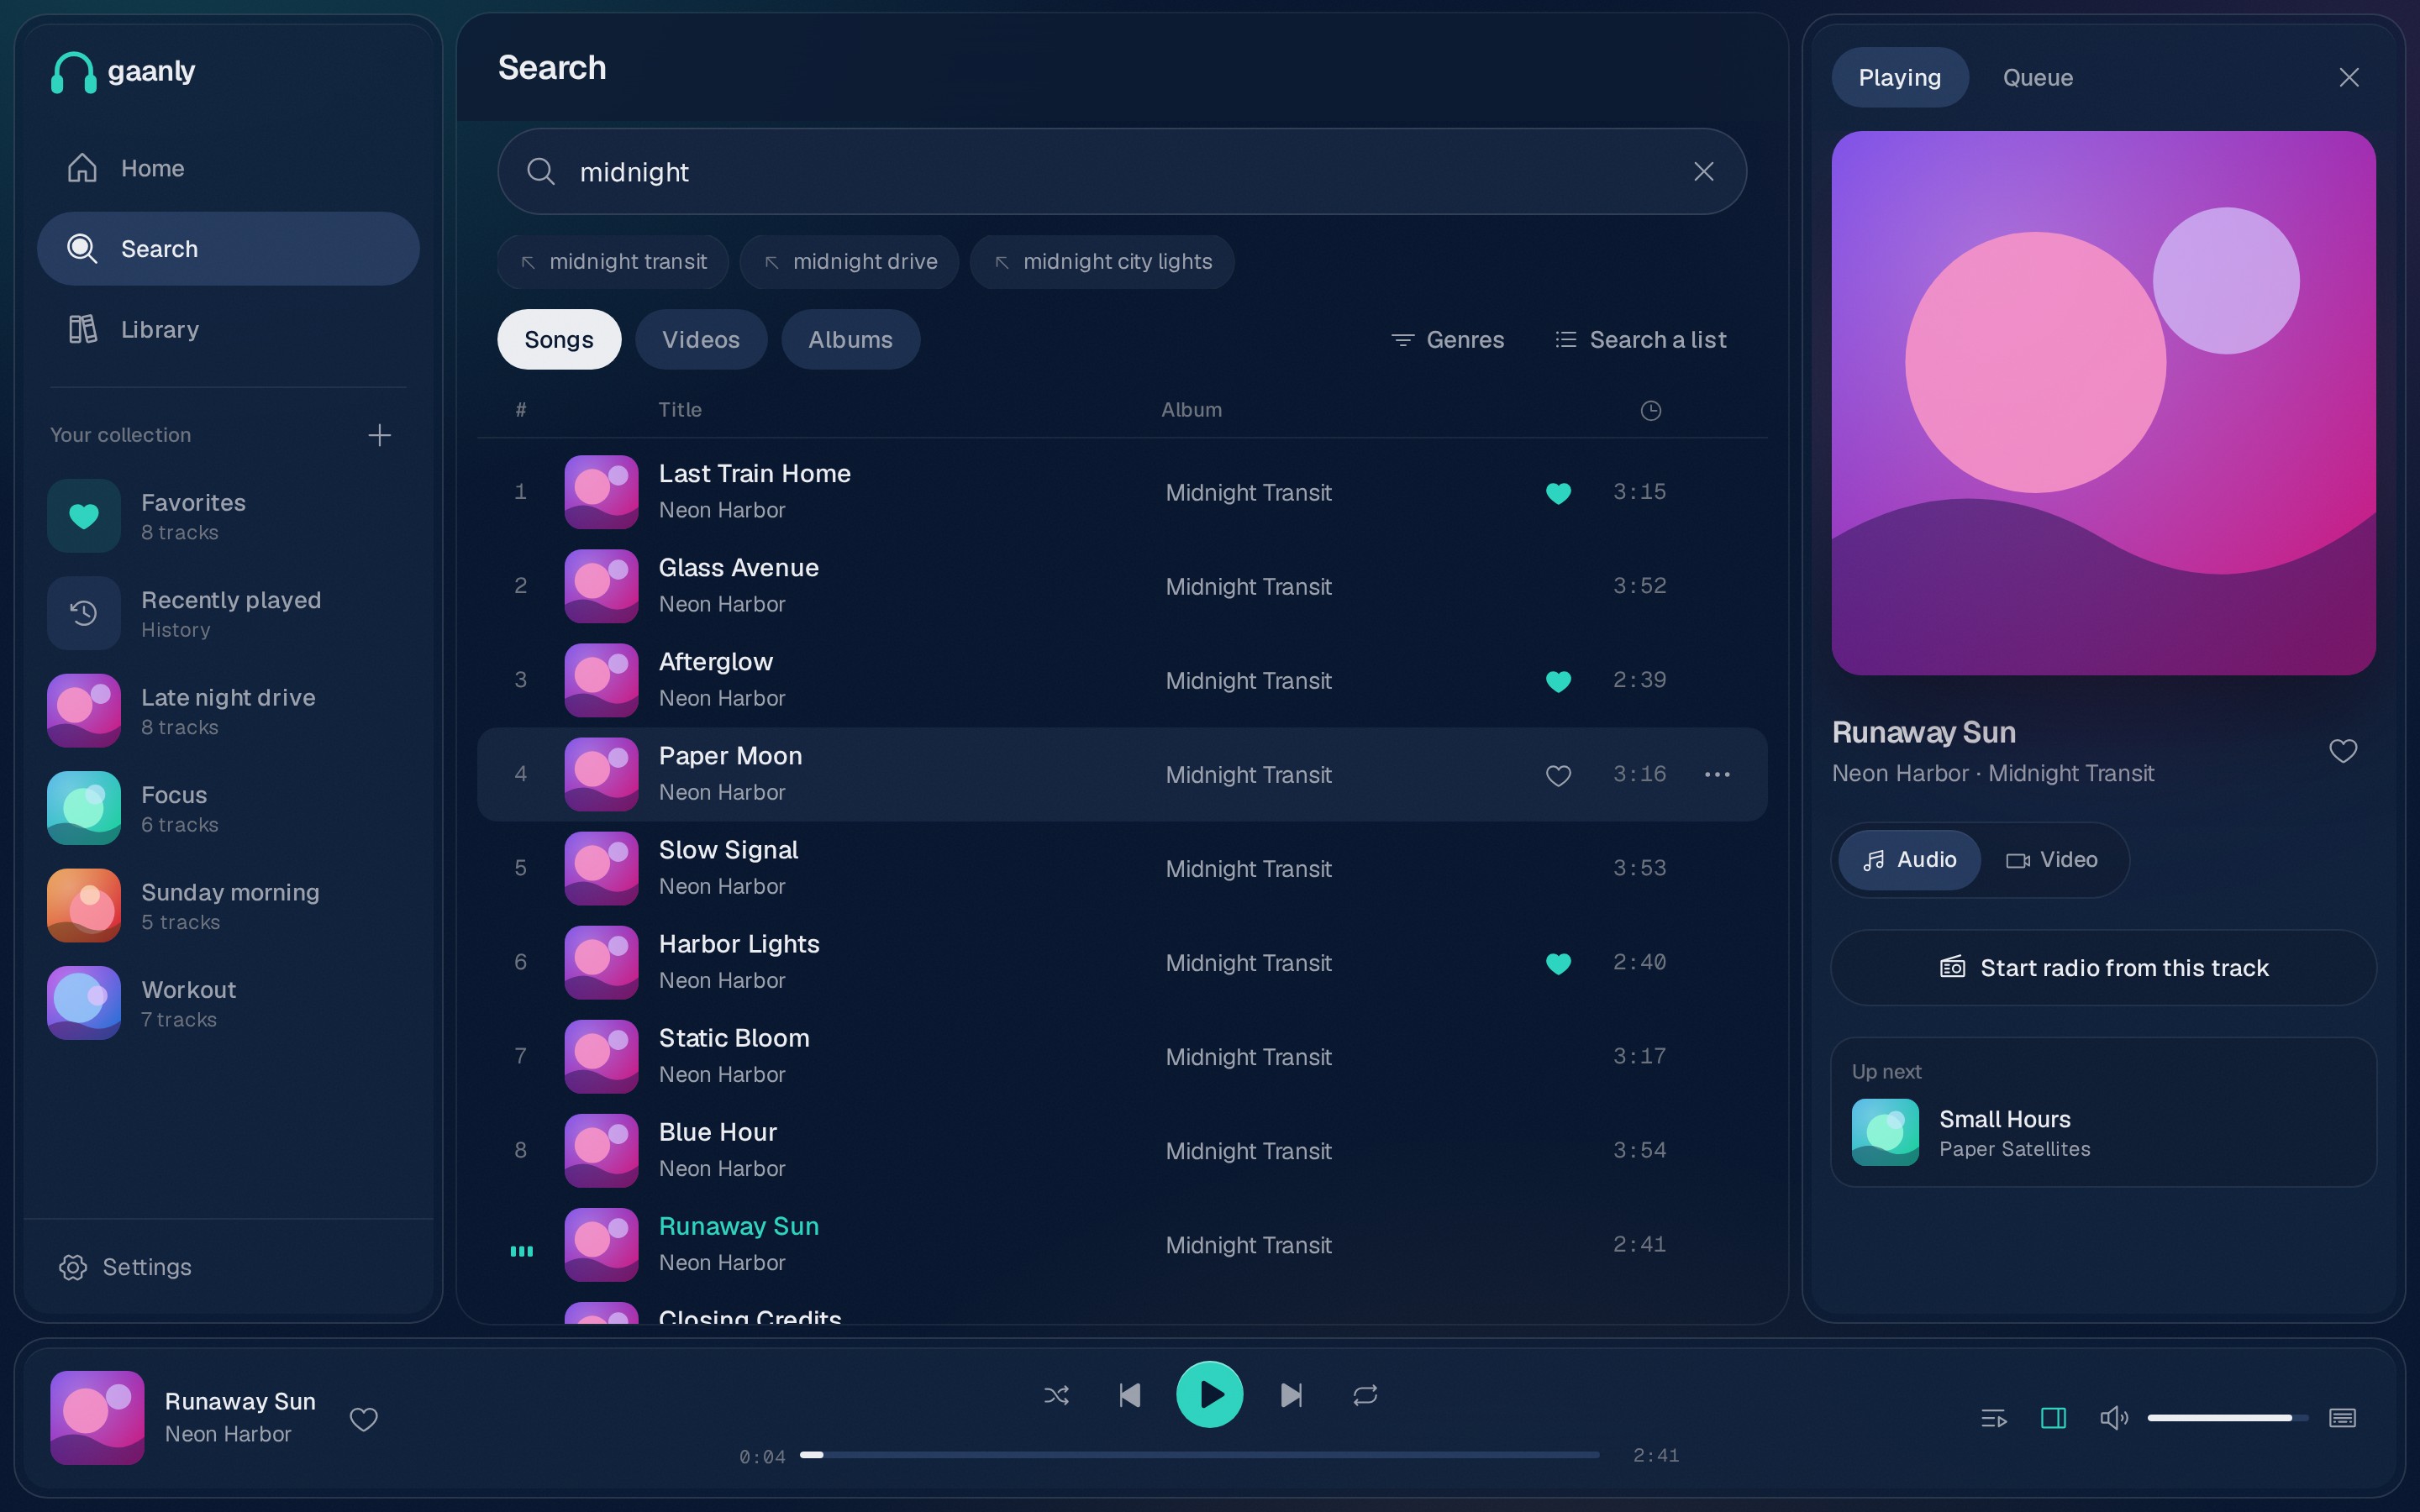 gaanly
Home
Search
Library
Your collection
Favorites
8 tracks
Recently played
History
Late night drive
8 tracks
Focus
6 tracks
Sunday morning
5 tracks
Workout
7 tracks
Settings
Search
midnight
midnight transit midnight drive midnight city lights
Songs Videos Albums Genres Search a list
# Title Album
1 Last Train Home Midnight Transit 3:15
Neon Harbor
2 Glass Avenue Midnight Transit 3:52
Neon Harbor
3 Afterglow Midnight Transit 2:39
Neon Harbor
4 Paper Moon Midnight Transit 3:16
Neon Harbor
5 Slow Signal Midnight Transit 3:53
Neon Harbor
6 Harbor Lights Midnight Transit 2:40
Neon Harbor
7 Static Bloom Midnight Transit 3:17
Neon Harbor
8 Blue Hour Midnight Transit 3:54
Neon Harbor
Runaway Sun Midnight Transit 2:41
Neon Harbor
Closing Credits
Playing Queue
Runaway Sun
Neon Harbor · Midnight Transit
Audio Video
Start radio from this track
Up next
Small Hours
Paper Satellites
Runaway Sun
Neon Harbor
0:04 2:41